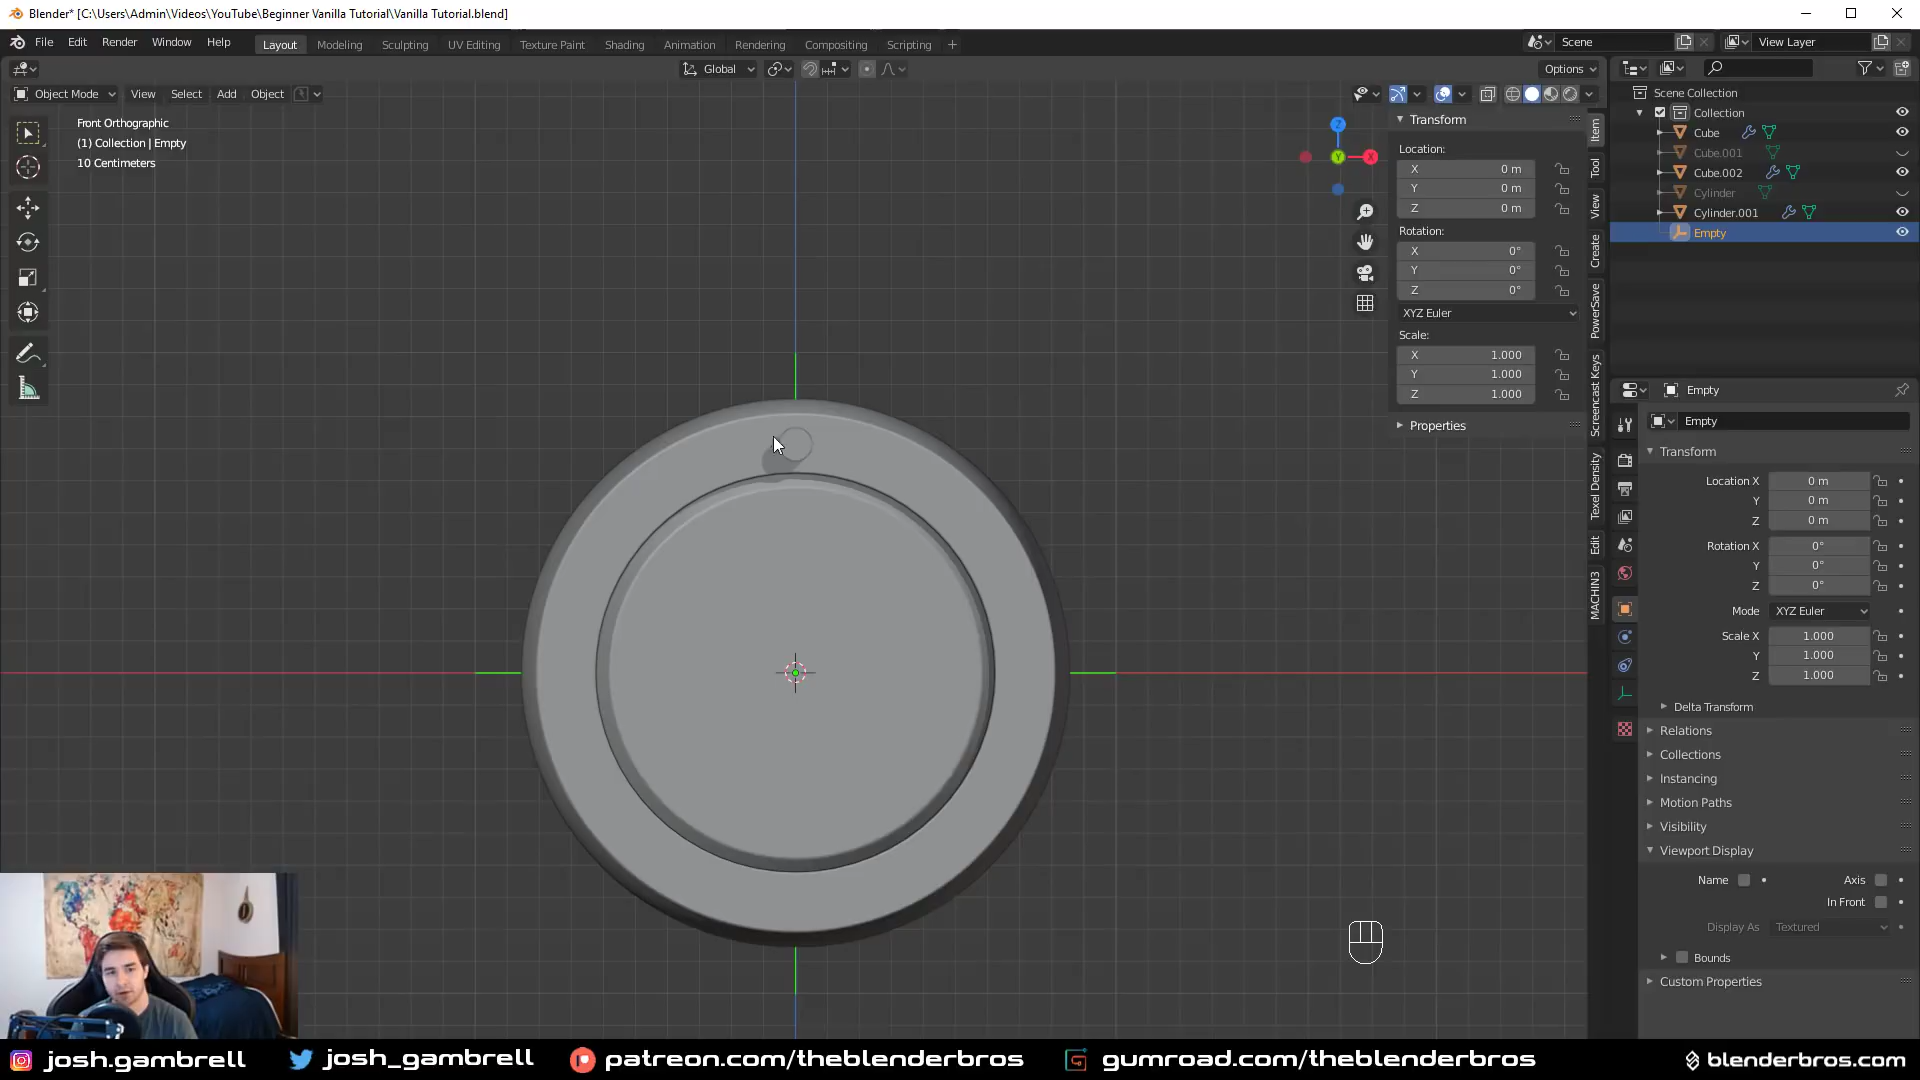 Blender* [C:\Users\Admin\Videos\YouTube\Beginner Vanilla Tutorial\Vanilla Tutorial.blend]
File Edit Render Window Help Layout Modeling Sculpting UV Editing Texture Paint Shading Animation Rendering Compositing Scripting + Scene View Layer
Global Options
Object Mode View Select Add Object
Front Orthographic
(1) Collection | Empty
10 Centimeters
Z
Y
X
Transform
Location:
X 0 m
Y 0 m
Z 0 m
Rotation:
X 0°
Y 0°
Z 0°
XYZ Euler
Scale:
X 1.000
Y 1.000
Z 1.000
Properties
Item
Tool
View
Create
PowerSave
Screencast Keys
Texel Density
Edit
MACHIN3
Scene Collection
Collection
Cube
Cube.001
Cube.002
Cylinder
Cylinder.001
Empty
Empty
Empty
Transform
Location X 0 m
Y 0 m
Z 0 m
Rotation X 0°
Y 0°
Z 0°
Mode XYZ Euler
Scale X 1.000
Y 1.000
Z 1.000
Delta Transform
Relations
Collections
Instancing
Motion Paths
Visibility
Viewport Display
Name Axis
In Front
Display As Textured
Bounds
Custom Properties
josh.gambrell josh_gambrell patreon.com/theblenderbros gumroad.com/theblenderbros blenderbros.com